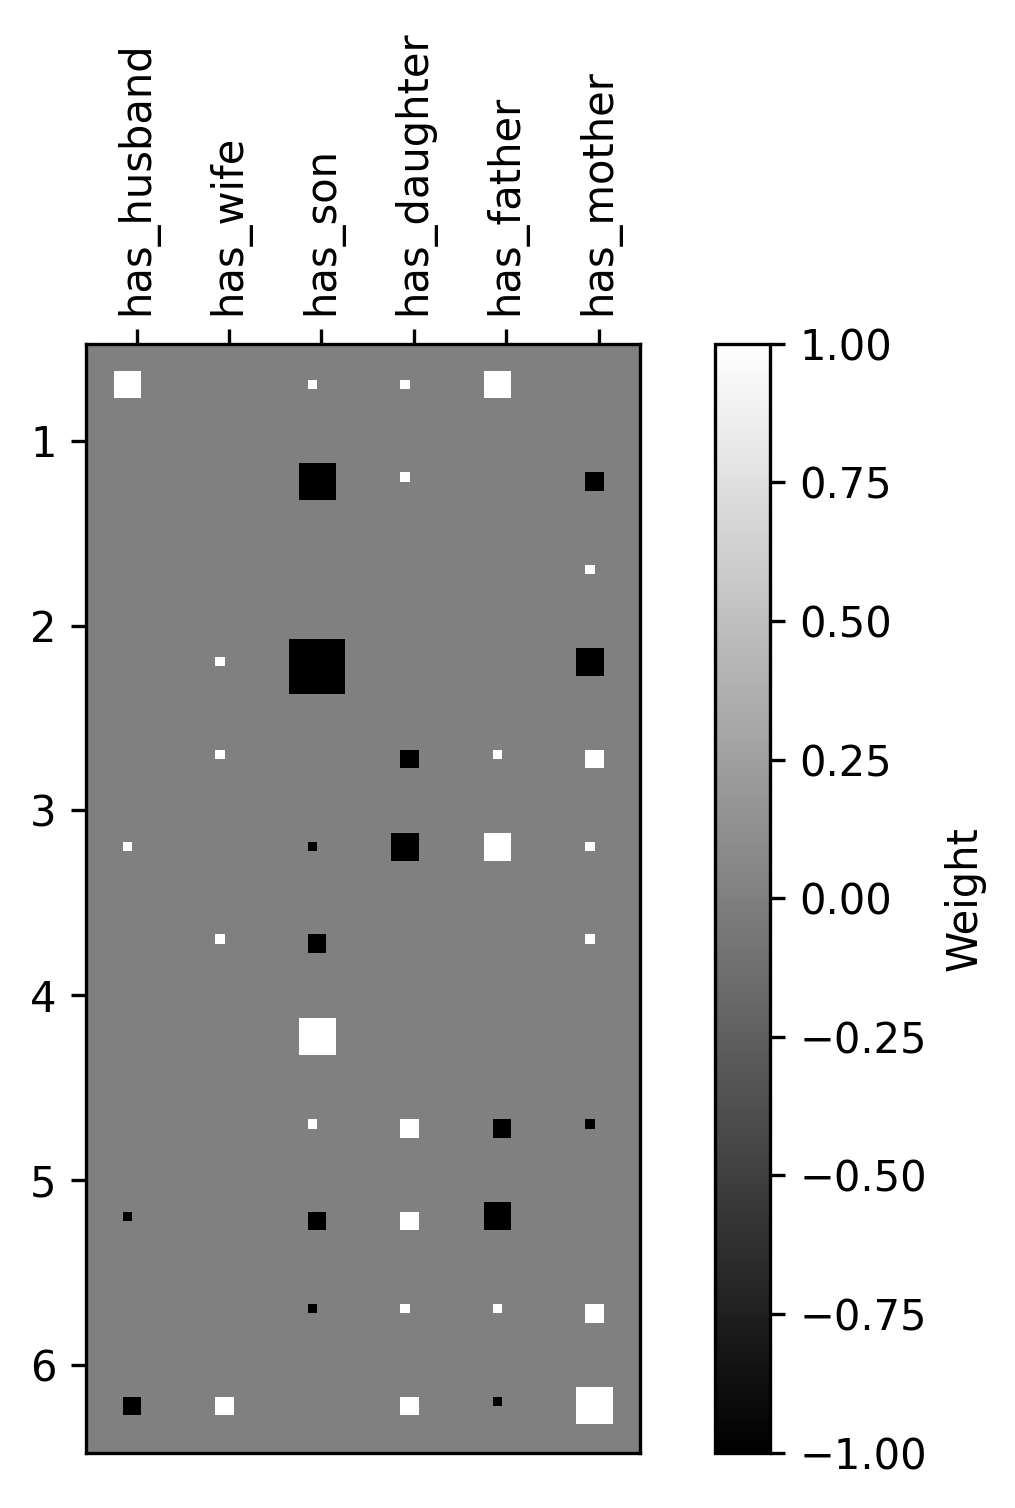 has_husband
has_wife
has_son
has_daughter
has_father
has_mother
1
2
3
4
5
6
1.00
0.75
0.50
0.25
0.00
−0.25
−0.50
−0.75
−1.00
Weight